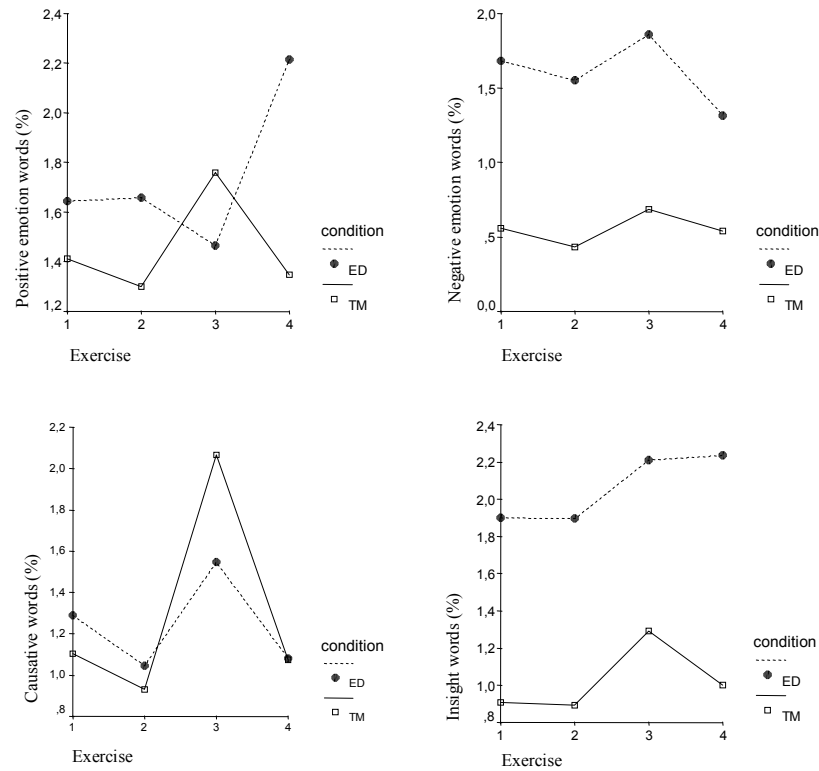 Positive emotion words (%)
2,4
2,2
2,0
1,8
1,6
1,4
1,2
1
2
3
4
Exercise
condition
ED
TM
Negative emotion words (%)
2,0
1,5
1,0
,5
0,0
1
2
3
4
Exercise
condition
ED
TM
Causative words (%)
2,2
2,0
1,8
1,6
1,4
1,2
1,0
,8
1
2
3
4
Exercise
condition
ED
TM
Insight words (%)
2,4
2,2
2,0
1,8
1,6
1,4
1,2
1,0
,8
1
2
3
4
Exercise
condition
ED
TM